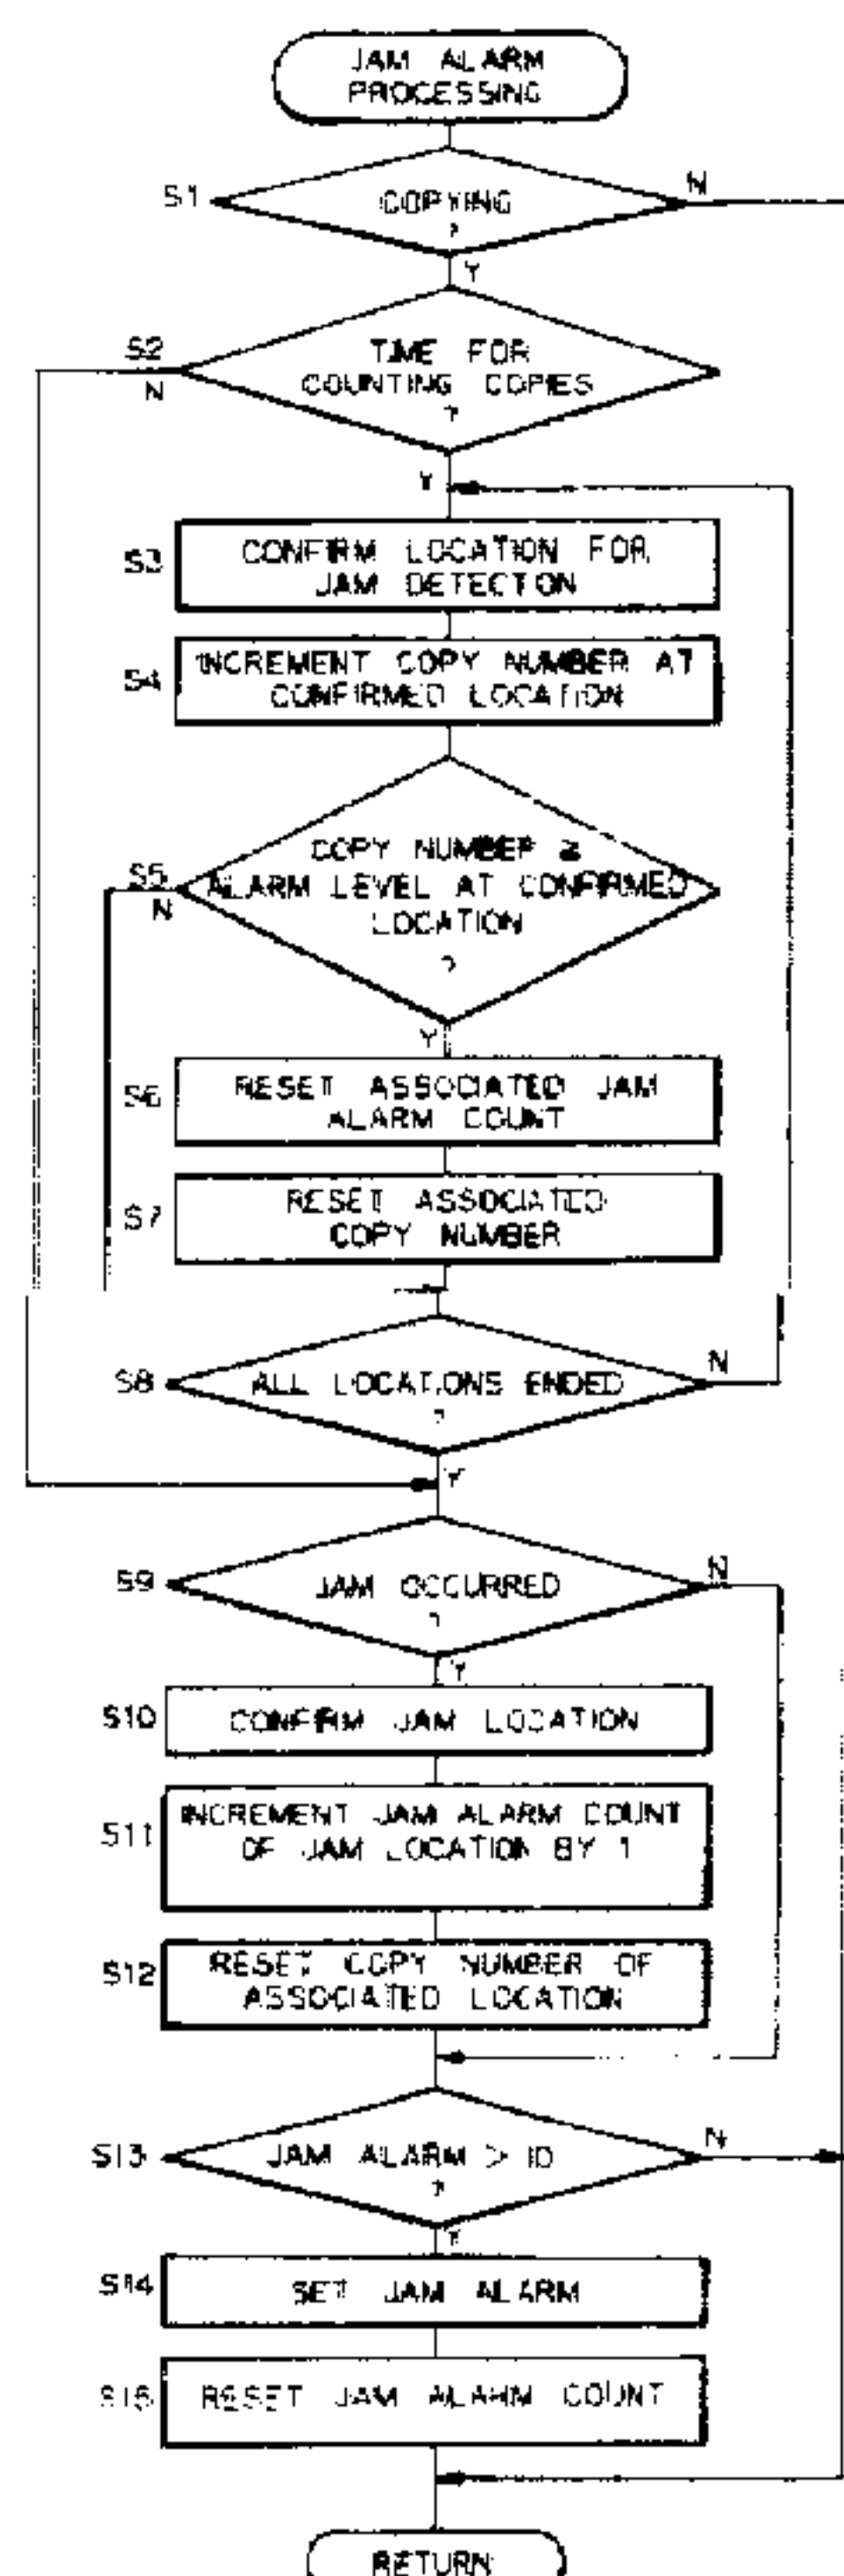 JAM ALARM
PROCESSING
S1
COPYING
?
N
Y
S2
N
TIME FOR
COUNTING COPIES
?
Y
S3
CONFIRM LOCATION FOR
JAM DETECTION
S4
INCREMENT COPY NUMBER AT
CONFIRMED LOCATION
S5
N
COPY NUMBER ≧
ALARM LEVEL AT CONFIRMED
LOCATION
?
Y
S6
RESET ASSOCIATED JAM
ALARM COUNT
S7
RESET ASSOCIATED
COPY NUMBER
S8
ALL LOCATIONS ENDED
?
N
Y
S9
JAM OCCURRED
?
N
Y
S10
CONFIRM JAM LOCATION
S11
INCREMENT JAM ALARM COUNT
OF JAM LOCATION BY 1
S12
RESET COPY NUMBER OF
ASSOCIATED LOCATION
S13
JAM ALARM > 10
?
N
Y
S14
SET JAM ALARM
S15
RESET JAM ALARM COUNT
RETURN